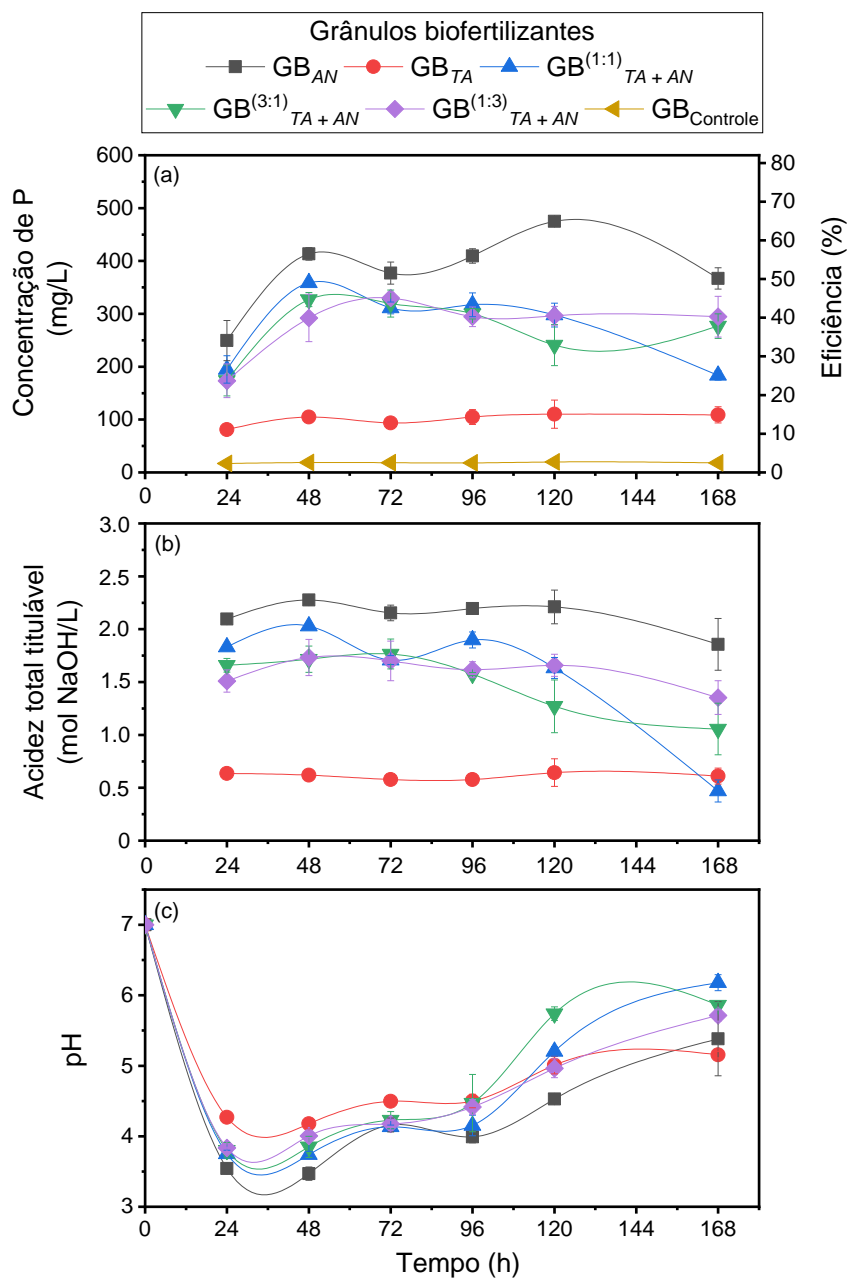 Grânulos biofertilizantes
GB_AN GB_TA GB^(1:1)_TA + AN
GB^(3:1)_TA + AN GB^(1:3)_TA + AN GB_Controle
(a)
Concentração de P
(mg/L)
600
500
400
300
200
100
0
Eficiência (%)
80
70
60
50
40
30
20
10
0
0 24 48 72 96 120 144 168
(b)
Acidez total titulável
(mol NaOH/L)
3.0
2.5
2.0
1.5
1.0
0.5
0
0 24 48 72 96 120 144 168
(c)
pH
7
6
5
4
3
0 24 48 72 96 120 144 168
Tempo (h)